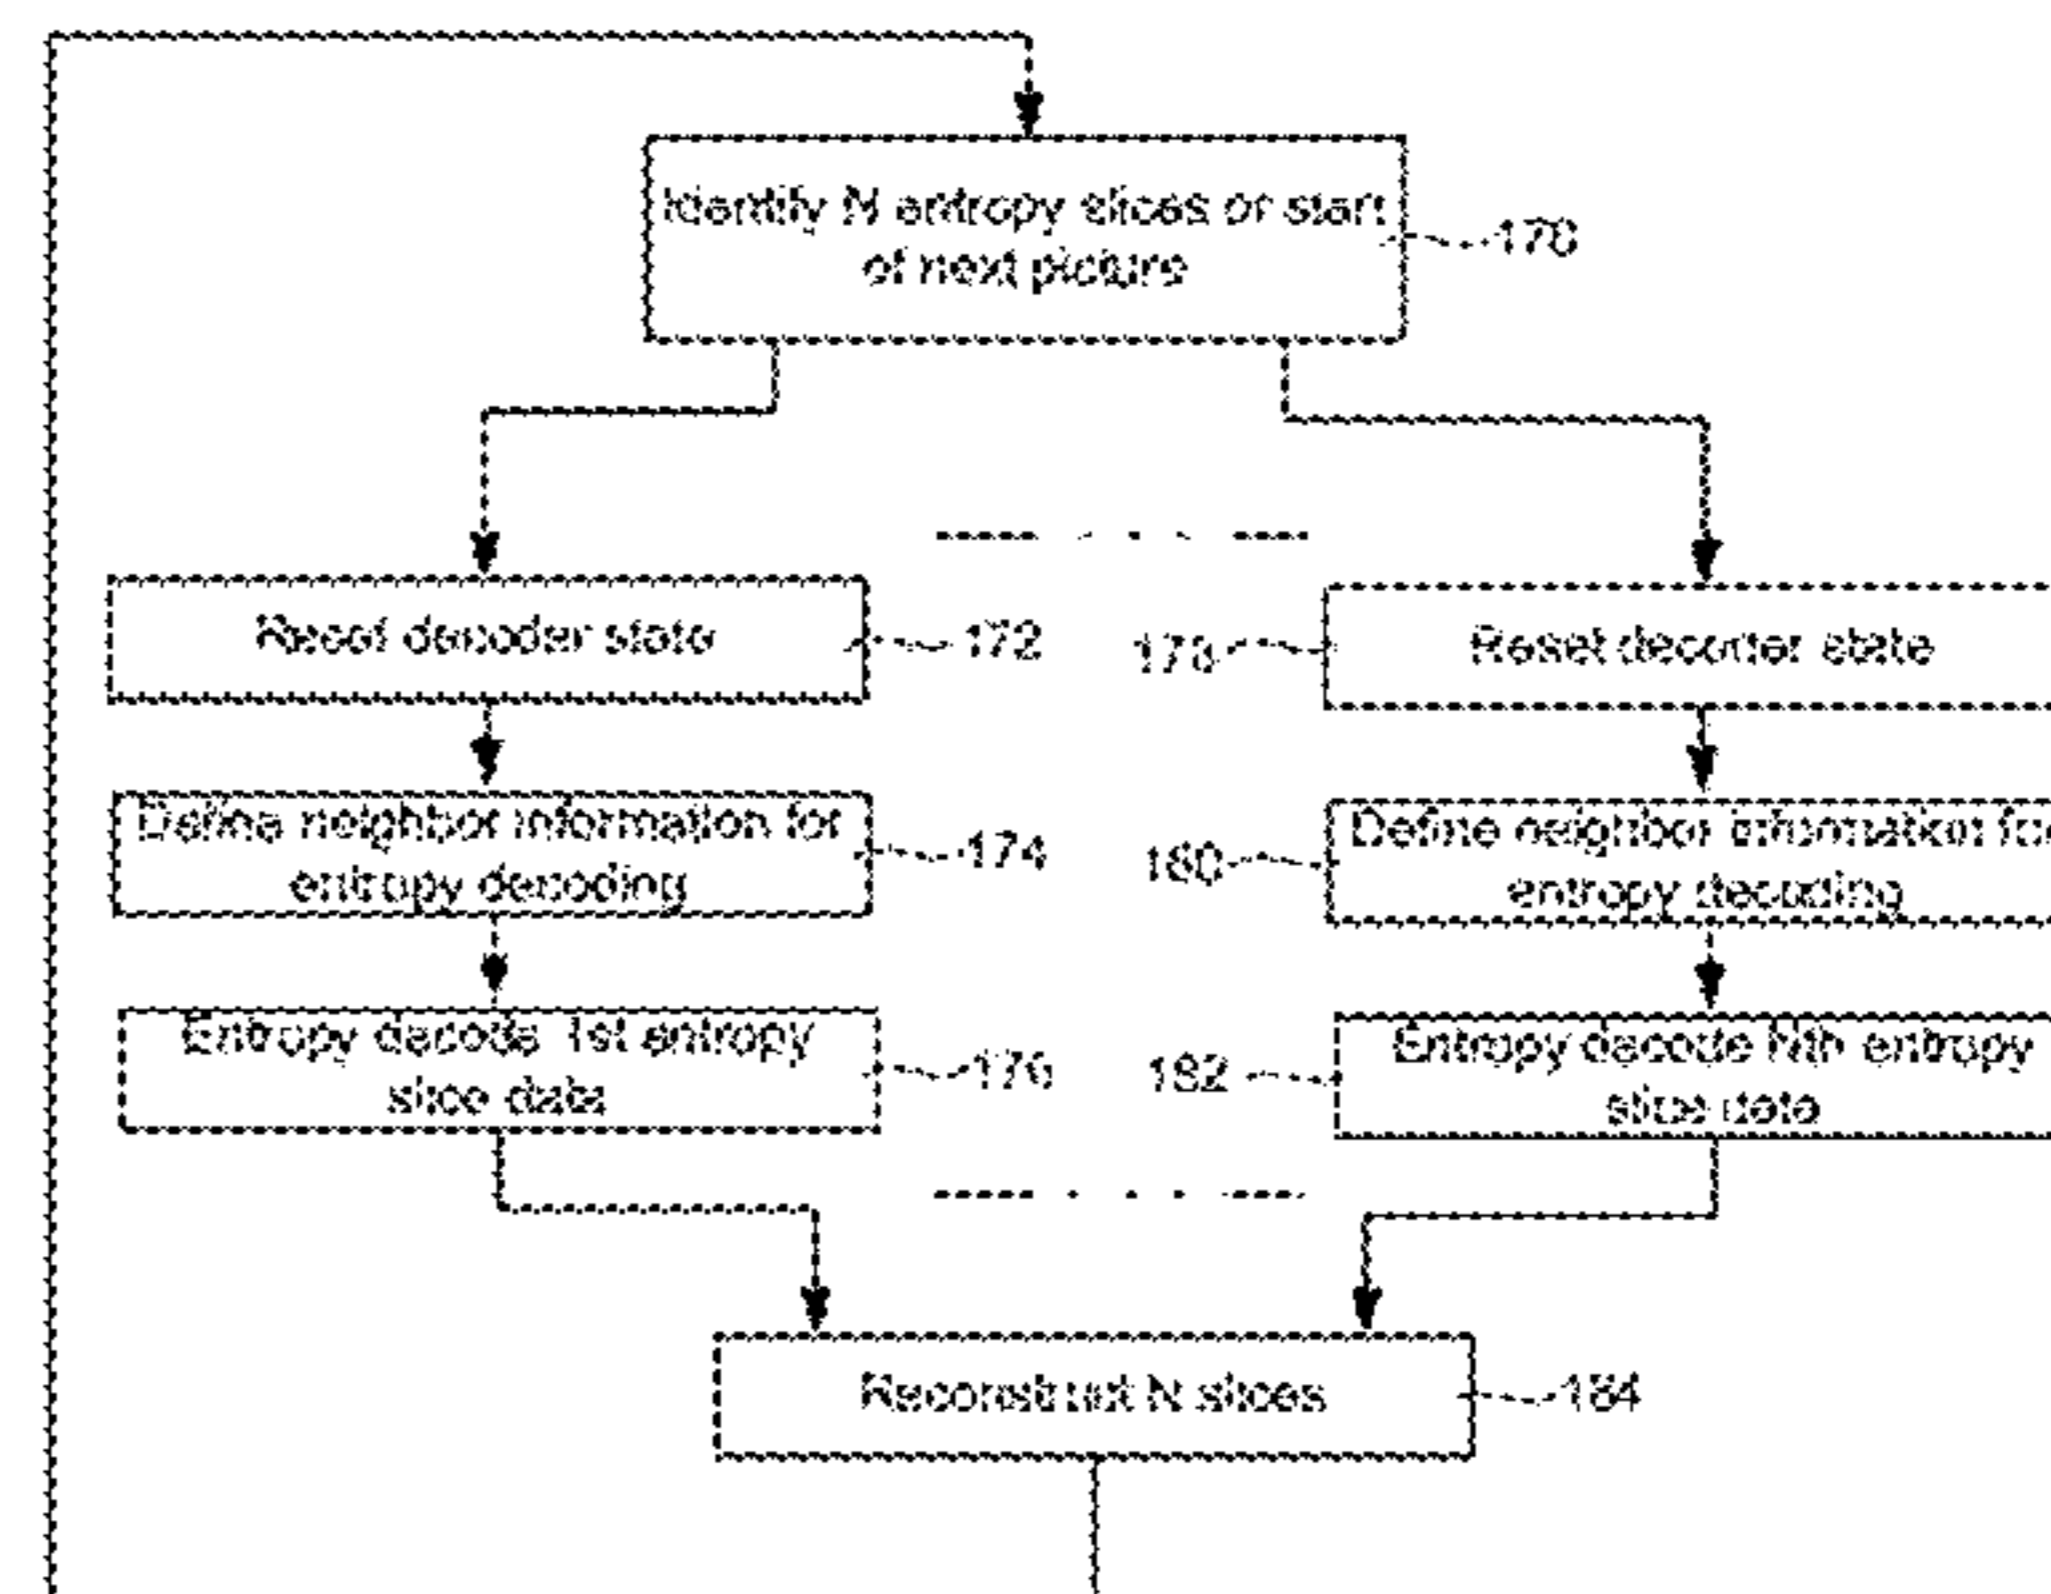 Identify N entropy slices or start
of next picture
170
Reset decoder state
172
178
Reset decoder state
Define neighbor information for
entropy decoding
174
180
Define neighbor information for
entropy decoding
Entropy decode 1st entropy
slice data
176
182
Entropy decode Nth entropy
slice data
Reconstruct N slices
184